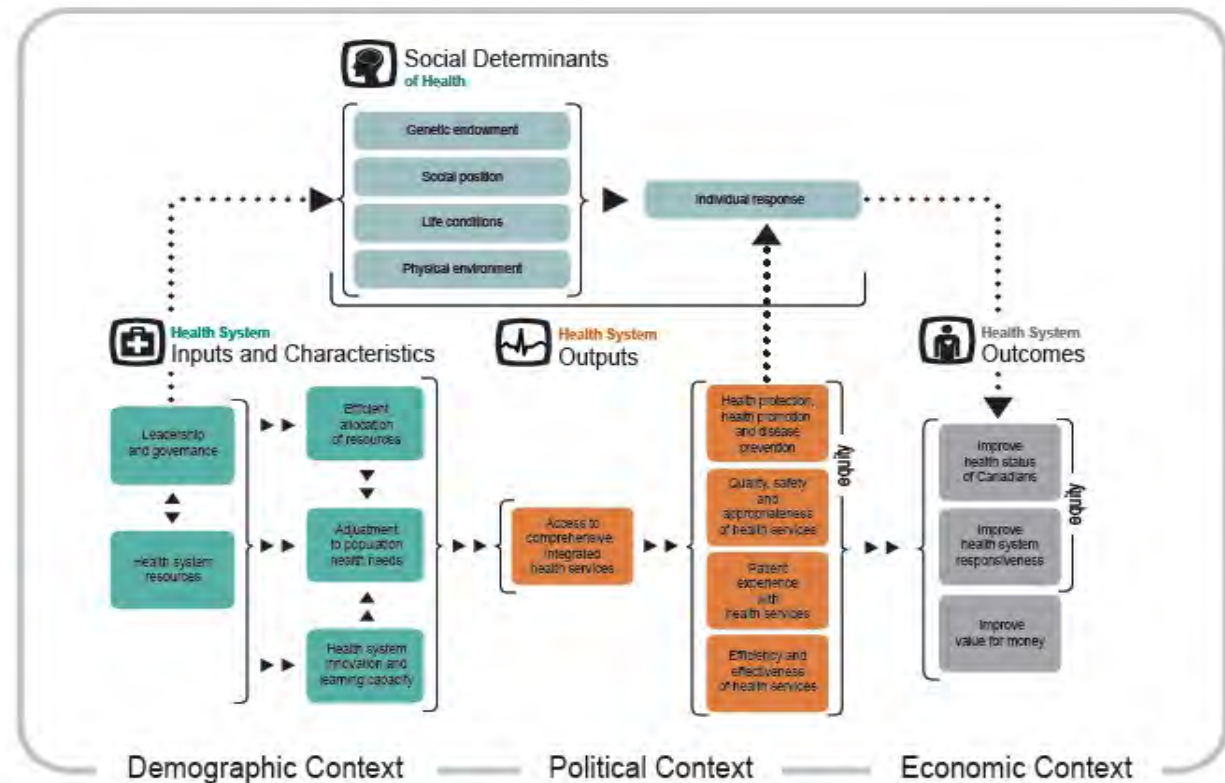 Social Determinants
of Health
Genetic endowment
Social position
Life conditions
Physical environment
Individual response
Health System
Inputs and Characteristics
Leadership
and governance
Health system
resources
Efficient
allocation
of resources
Adjustment
to population
health needs
Health system
innovation and
learning capacity
Health System
Outputs
Access to
comprehensive
integrated
health services
Health protection,
health promotion
and disease
prevention
Quality, safety
and
appropriateness
of health services
Patient
experience
with
health services
Efficiency and
effectiveness
of health services
equity
Health System
Outcomes
Improve
health status
of Canadians
Improve
health system
responsiveness
Improve
value for money
equity
Demographic Context
Political Context
Economic Context